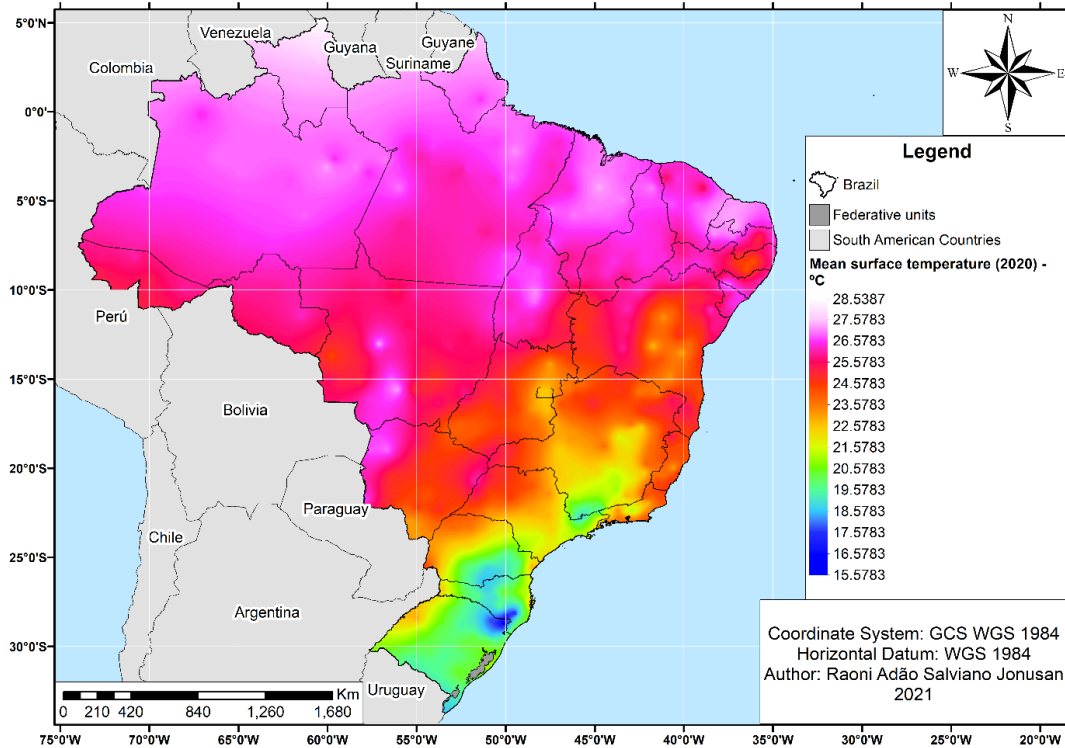 5°0'N
0°0'
5°0'S
10°0'S
15°0'S
20°0'S
25°0'S
30°0'S
Venezuela
Guyana
Guyane
Suriname
Colombia
Perú
Bolivia
Paraguay
Chile
Argentina
Uruguay
N
W
E
S
Legend
Brazil
Federative units
South American Countries
Mean surface temperature (2020) -
ºC
28.5387
27.5783
26.5783
25.5783
24.5783
23.5783
22.5783
21.5783
20.5783
19.5783
18.5783
17.5783
16.5783
15.5783
Coordinate System: GCS WGS 1984
Horizontal Datum: WGS 1984
Author: Raoni Adão Salviano Jonusan
2021
Km
0 210 420 840 1,260 1,680
75°0'W 70°0'W 65°0'W 60°0'W 55°0'W 50°0'W 45°0'W 40°0'W 35°0'W 30°0'W 25°0'W 20°0'W